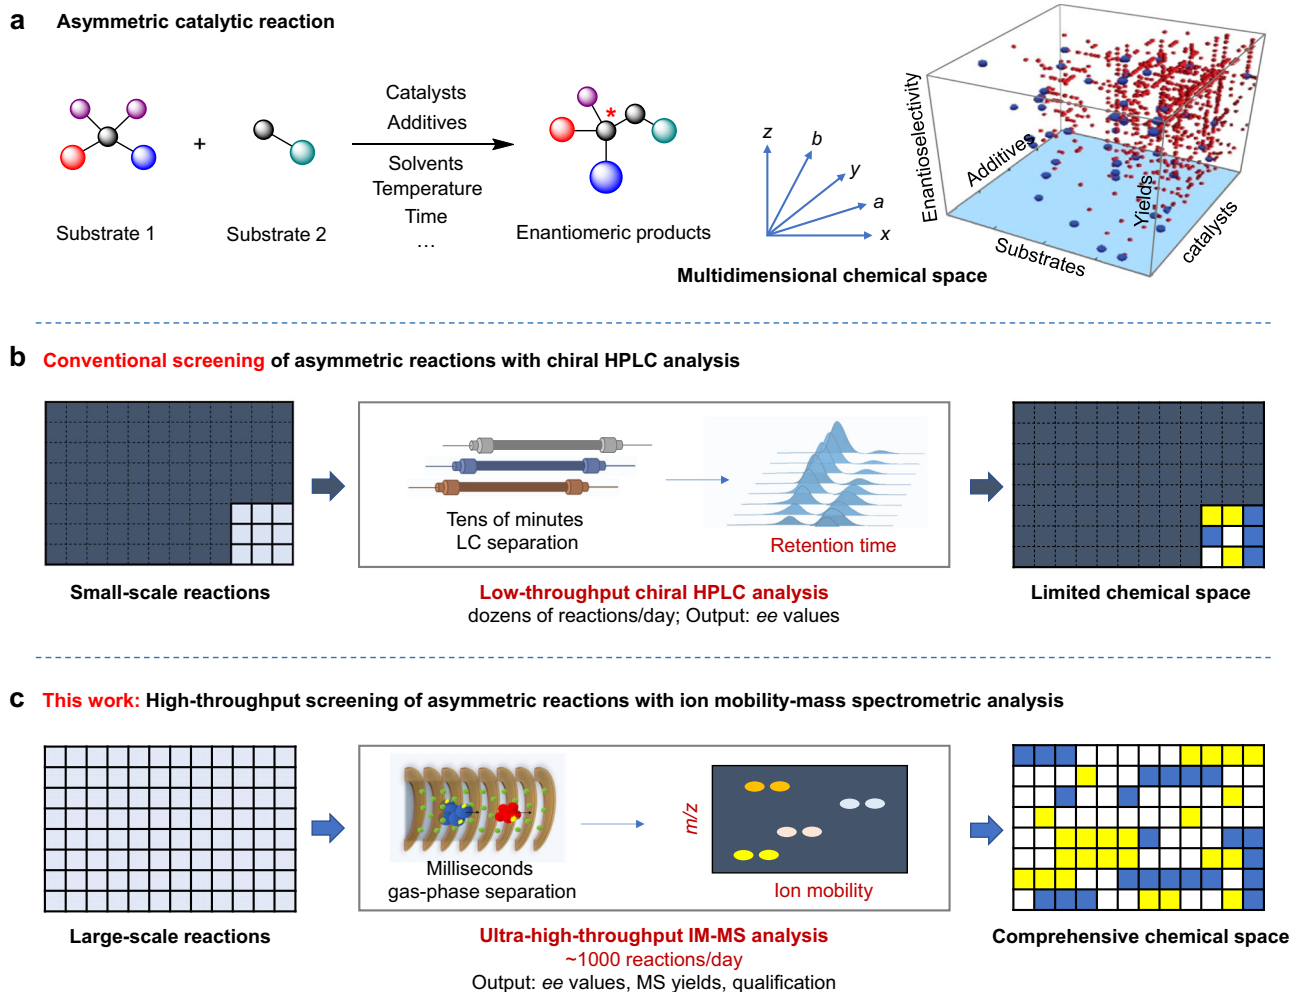 a Asymmetric catalytic reaction
Substrate 1
+
Substrate 2
Catalysts
Additives
Solvents
Temperature
Time
...
*
Enantiomeric products
z
b
y
a
x
Multidimensional chemical space
Enantioselectivity
Additives
Yields
Substrates
catalysts
b Conventional screening of asymmetric reactions with chiral HPLC analysis
Small-scale reactions
Tens of minutes
LC separation
Retention time
Low-throughput chiral HPLC analysis
dozens of reactions/day; Output: ee values
Limited chemical space
c This work: High-throughput screening of asymmetric reactions with ion mobility-mass spectrometric analysis
Large-scale reactions
Milliseconds
gas-phase separation
m/z
Ion mobility
Ultra-high-throughput IM-MS analysis
~1000 reactions/day
Output: ee values, MS yields, qualification
Comprehensive chemical space